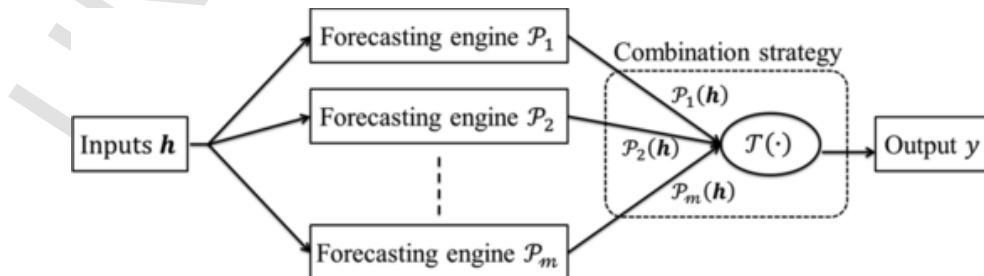 Forecasting engine 𝒫₁
Combination strategy
𝒫₁(𝒉)
Forecasting engine 𝒫₂
Inputs 𝒉
𝒫₂(𝒉)
𝒯(·)
Output 𝑦
𝒫ₘ(𝒉)
Forecasting engine 𝒫ₘ